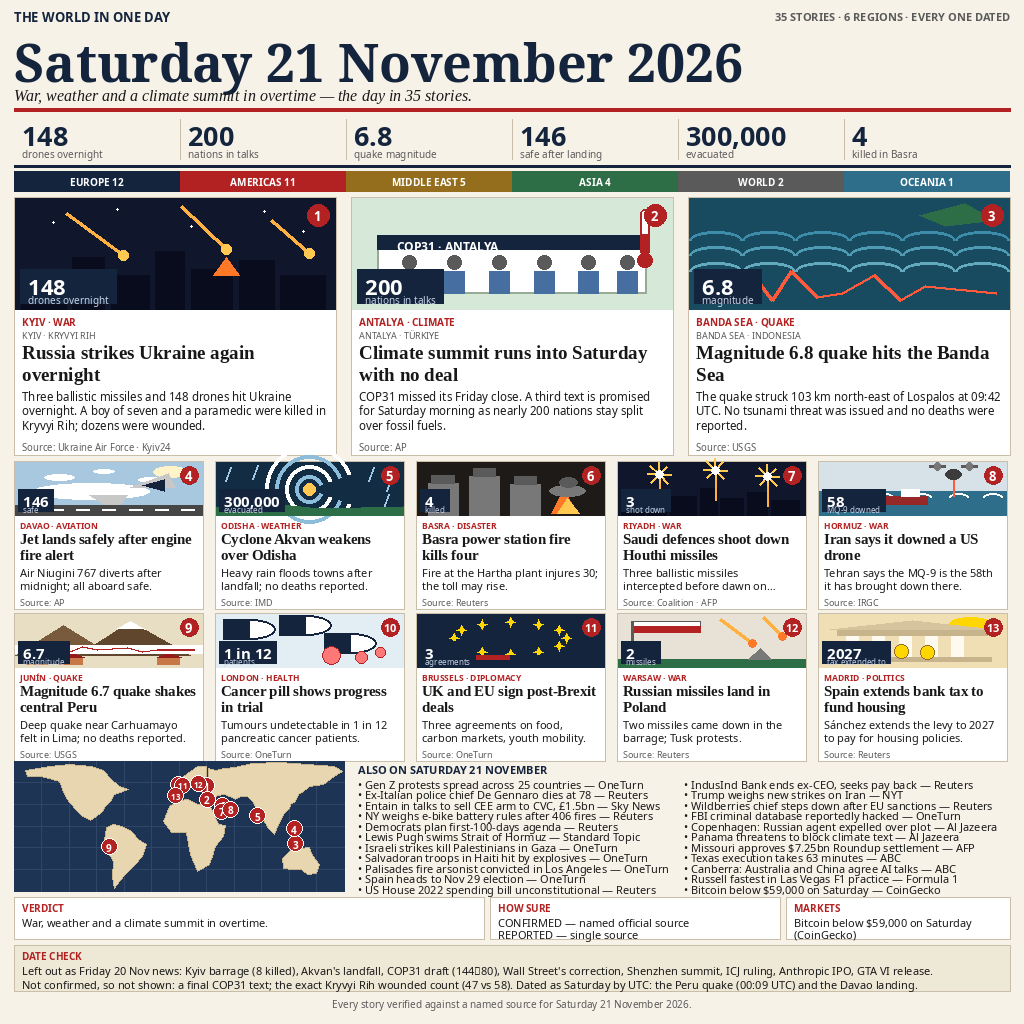 THE WORLD IN ONE DAY
35 STORIES · 6 REGIONS · EVERY ONE DATED
Saturday 21 November 2026
War, weather and a climate summit in overtime — the day in 35 stories.
148
drones overnight
200
nations in talks
6.8
quake magnitude
146
safe after landing
300,000
evacuated
4
killed in Basra
EUROPE 12
AMERICAS 11
MIDDLE EAST 5
ASIA 4
WORLD 2
OCEANIA 1
1
148
drones overnight
KYIV · WAR
KYIV · KRYVYI RIH
Russia strikes Ukraine again
overnight
Three ballistic missiles and 148 drones hit Ukraine
overnight. A boy of seven and a paramedic were killed in
Kryvyi Rih; dozens were wounded.
Source: Ukraine Air Force · Kyiv24
2
COP31 · ANTALYA
200
nations in talks
ANTALYA · CLIMATE
ANTALYA · TÜRKIYE
Climate summit runs into Saturday
with no deal
COP31 missed its Friday close. A third text is promised
for Saturday morning as nearly 200 nations stay split
over fossil fuels.
Source: AP
3
6.8
magnitude
BANDA SEA · QUAKE
BANDA SEA · INDONESIA
Magnitude 6.8 quake hits the Banda
Sea
The quake struck 103 km north-east of Lospalos at 09:42
UTC. No tsunami threat was issued and no deaths were
reported.
Source: USGS
4
146
safe
DAVAO · AVIATION
Jet lands safely after engine
fire alert
Air Niugini 767 diverts after
midnight; all aboard safe.
Source: AP
5
300,000
evacuated
ODISHA · WEATHER
Cyclone Akvan weakens
over Odisha
Heavy rain floods towns after
landfall; no deaths reported.
Source: IMD
6
4
killed
BASRA · DISASTER
Basra power station fire
kills four
Fire at the Hartha plant injures 30;
the toll may rise.
Source: Reuters
7
3
shot down
RIYADH · WAR
Saudi defences shoot down
Houthi missiles
Three ballistic missiles
intercepted before dawn on…
Source: Coalition · AFP
8
58
MQ-9 downed
HORMUZ · WAR
Iran says it downed a US
drone
Tehran says the MQ-9 is the 58th
it has brought down there.
Source: IRGC
9
6.7
magnitude
JUNÍN · QUAKE
Magnitude 6.7 quake shakes
central Peru
Deep quake near Carhuamayo
felt in Lima; no deaths reported.
Source: USGS
10
1 in 12
patients
LONDON · HEALTH
Cancer pill shows progress
in trial
Tumours undetectable in 1 in 12
pancreatic cancer patients.
Source: OneTurn
11
3
agreements
BRUSSELS · DIPLOMACY
UK and EU sign post-Brexit
deals
Three agreements on food,
carbon markets, youth mobility.
Source: OneTurn
12
2
missiles
WARSAW · WAR
Russian missiles land in
Poland
Two missiles came down in the
barrage; Tusk protests.
Source: Reuters
13
2027
tax extended to
MADRID · POLITICS
Spain extends bank tax to
fund housing
Sánchez extends the levy to 2027
to pay for housing policies.
Source: Reuters
11
12
13
2
7
8
5
4
3
9
ALSO ON SATURDAY 21 NOVEMBER
• Gen Z protests spread across 25 countries — OneTurn
• Ex-Italian police chief De Gennaro dies at 78 — Reuters
• Entain in talks to sell CEE arm to CVC, £1.5bn — Sky News
• NY weighs e-bike battery rules after 406 fires — Reuters
• Democrats plan first-100-days agenda — Reuters
• Lewis Pugh swims Strait of Hormuz — Standard Topic
• Israeli strikes kill Palestinians in Gaza — OneTurn
• Salvadoran troops in Haiti hit by explosives — OneTurn
• Palisades fire arsonist convicted in Los Angeles — OneTurn
• Spain heads to Nov 29 election — OneTurn
• US House 2022 spending bill unconstitutional — Reuters
• IndusInd Bank ends ex-CEO, seeks pay back — Reuters
• Trump weighs new strikes on Iran — NYT
• Wildberries chief steps down after EU sanctions — Reuters
• FBI criminal database reportedly hacked — OneTurn
• Copenhagen: Russian agent expelled over plot — Al Jazeera
• Panama threatens to block climate text — Al Jazeera
• Missouri approves $7.25bn Roundup settlement — AFP
• Texas execution takes 63 minutes — ABC
• Canberra: Australia and China agree AI talks — ABC
• Russell fastest in Las Vegas F1 practice — Formula 1
• Bitcoin below $59,000 on Saturday — CoinGecko
VERDICT
War, weather and a climate summit in overtime.
HOW SURE
CONFIRMED — named official source
REPORTED — single source
MARKETS
Bitcoin below $59,000 on Saturday
(CoinGecko)
DATE CHECK
Left out as Friday 20 Nov news: Kyiv barrage (8 killed), Akvan's landfall, COP31 draft (144▯80), Wall Street's correction, Shenzhen summit, ICJ ruling, Anthropic IPO, GTA VI release.
Not confirmed, so not shown: a final COP31 text; the exact Kryvyi Rih wounded count (47 vs 58). Dated as Saturday by UTC: the Peru quake (00:09 UTC) and the Davao landing.
Every story verified against a named source for Saturday 21 November 2026.